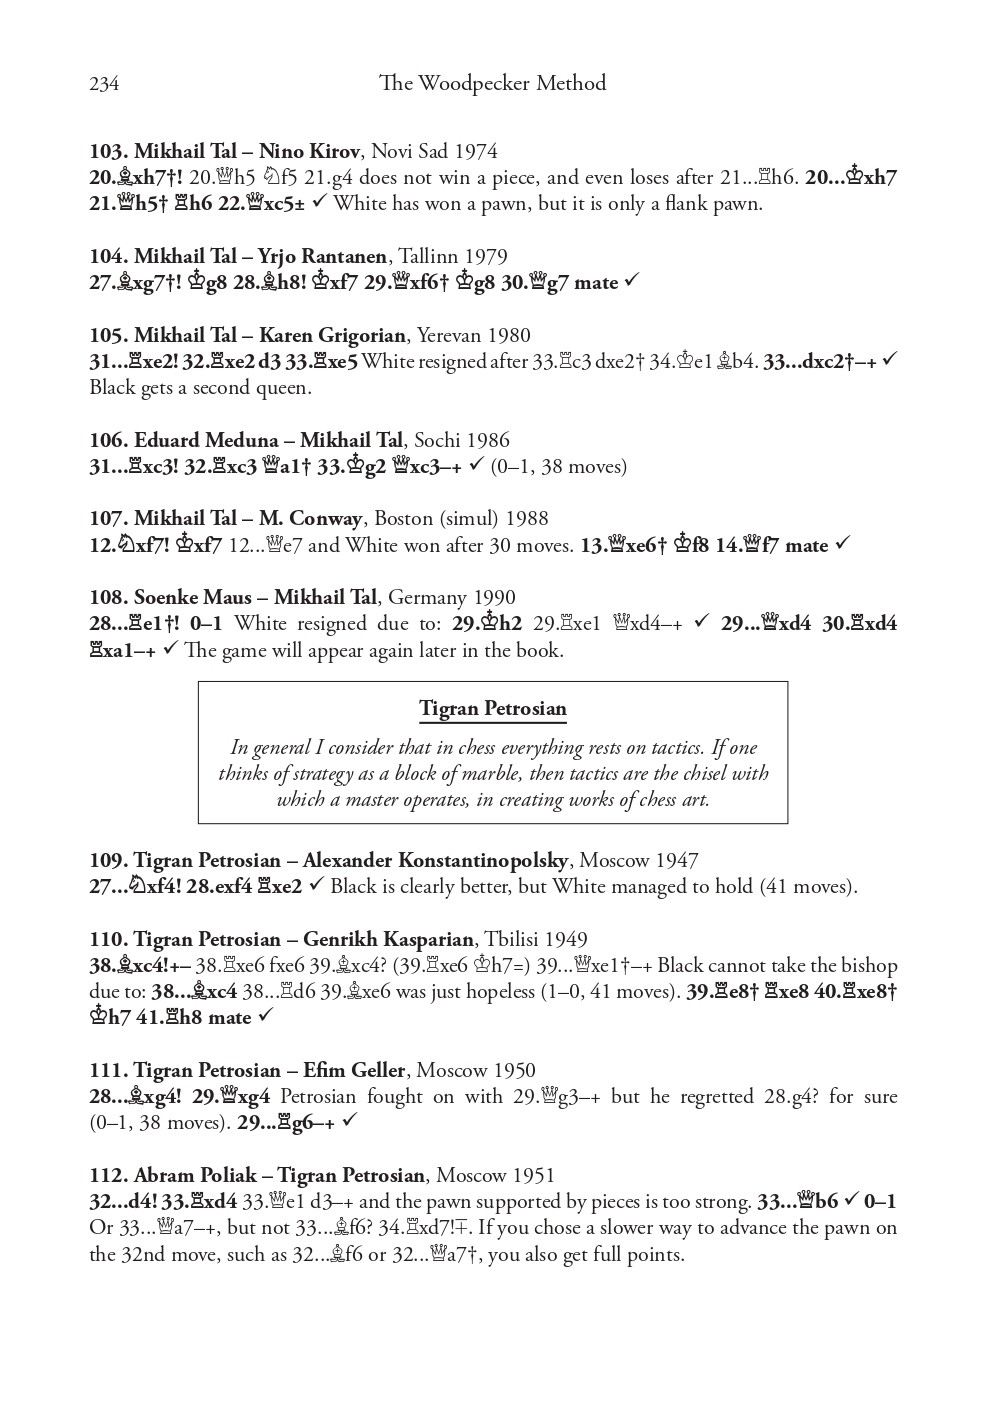 234
The Woodpecker Method
103. Mikhail Tal – Nino Kirov, Novi Sad 1974
20.♗xh7†! 20.♕h5 ♘f5 21.g4 does not win a piece, and even loses after 21...♖h6. 20...♔xh7
21.♕h5† ♖h6 22.♕xc5± ✓ White has won a pawn, but it is only a flank pawn.
104. Mikhail Tal – Yrjo Rantanen, Tallinn 1979
27.♗xg7†! ♔g8 28.♗h8! ♔xf7 29.♕xf6† ♔g8 30.♕g7 mate ✓
105. Mikhail Tal – Karen Grigorian, Yerevan 1980
31...♖xe2! 32.♖xe2 d3 33.♖xe5 White resigned after 33.♖c3 dxe2† 34.♔e1 ♗b4. 33...dxc2†–+ ✓
Black gets a second queen.
106. Eduard Meduna – Mikhail Tal, Sochi 1986
31...♖xc3! 32.♖xc3 ♕a1† 33.♔g2 ♕xc3–+ ✓ (0–1, 38 moves)
107. Mikhail Tal – M. Conway, Boston (simul) 1988
12.♘xf7! ♔xf7 12...♕e7 and White won after 30 moves. 13.♕xe6† ♔f8 14.♕f7 mate ✓
108. Soenke Maus – Mikhail Tal, Germany 1990
28...♖e1†! 0–1 White resigned due to: 29.♔h2 29.♖xe1 ♕xd4–+ ✓ 29...♕xd4 30.♖xd4
♖xa1–+ ✓ The game will appear again later in the book.
Tigran Petrosian
In general I consider that in chess everything rests on tactics. If one
thinks of strategy as a block of marble, then tactics are the chisel with
which a master operates, in creating works of chess art.
109. Tigran Petrosian – Alexander Konstantinopolsky, Moscow 1947
27...♘xf4! 28.exf4 ♖xe2 ✓ Black is clearly better, but White managed to hold (41 moves).
110. Tigran Petrosian – Genrikh Kasparian, Tbilisi 1949
38.♗xc4!+– 38.♖xe6 fxe6 39.♗xc4? (39.♖xe6 ♔h7=) 39...♕xe1†–+ Black cannot take the bishop
due to: 38...♗xc4 38...♖d6 39.♗xe6 was just hopeless (1–0, 41 moves). 39.♖e8† ♖xe8 40.♖xe8†
♔h7 41.♖h8 mate ✓
111. Tigran Petrosian – Efim Geller, Moscow 1950
28...♗xg4! 29.♕xg4 Petrosian fought on with 29.♕g3–+ but he regretted 28.g4? for sure
(0–1, 38 moves). 29...♖g6–+ ✓
112. Abram Poliak – Tigran Petrosian, Moscow 1951
32...d4! 33.♖xd4 33.♕e1 d3–+ and the pawn supported by pieces is too strong. 33...♕b6 ✓ 0–1
Or 33...♕a7–+, but not 33...♗f6? 34.♖xd7!∓. If you chose a slower way to advance the pawn on
the 32nd move, such as 32...♗f6 or 32...♕a7†, you also get full points.